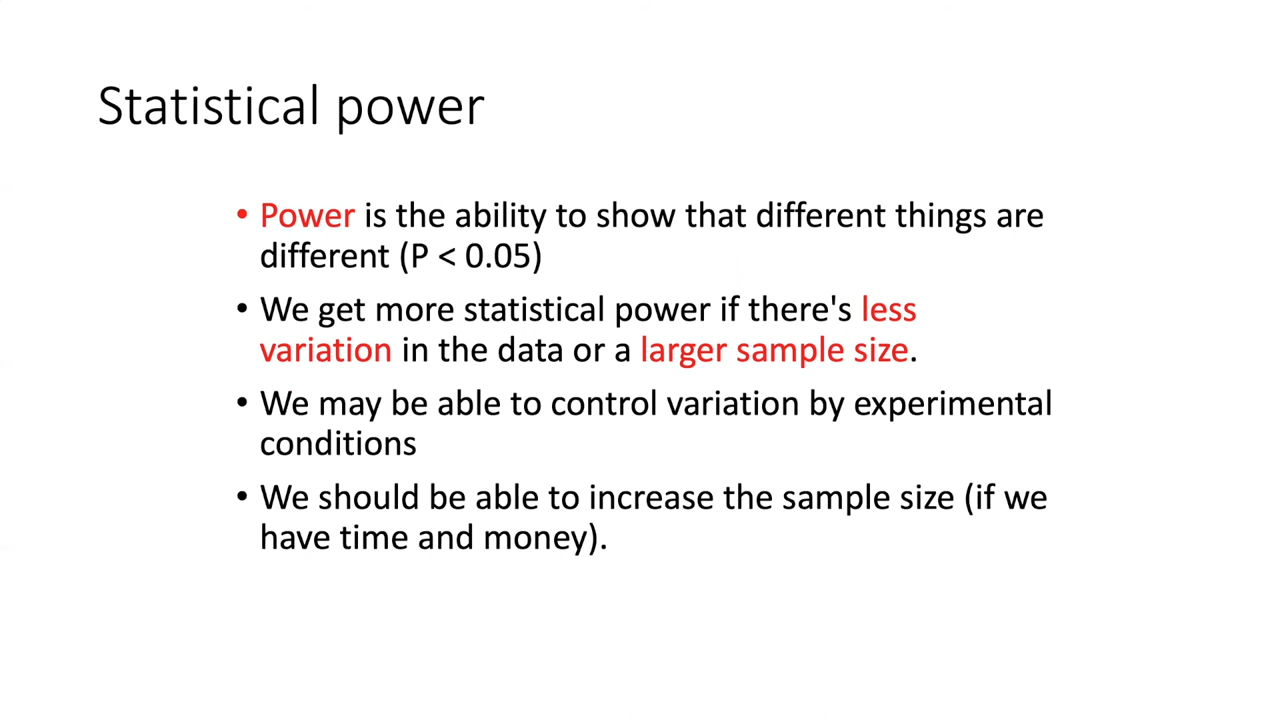 Statistical power
• Power is the ability to show that different things are
different (P < 0.05)
• We get more statistical power if there's less
variation in the data or a larger sample size.
• We may be able to control variation by experimental
conditions
• We should be able to increase the sample size (if we
have time and money).